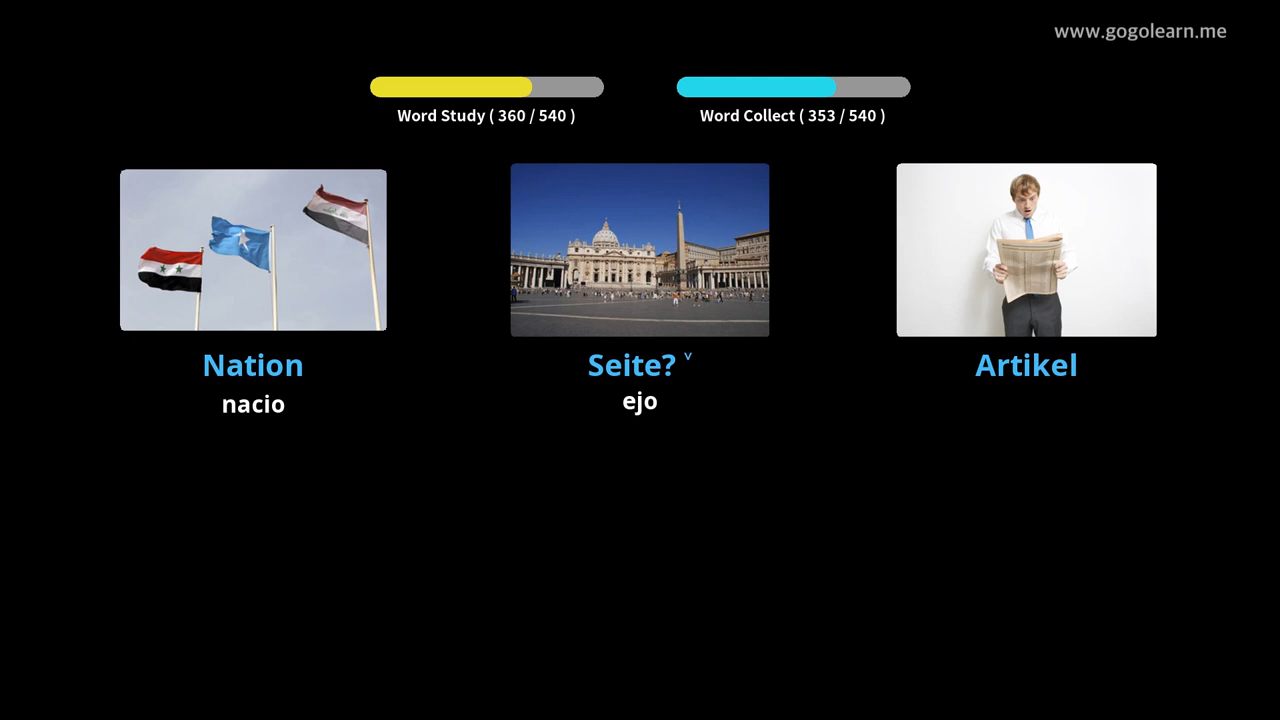 www.gogolearn.me
Word Study ( 360 / 540 )
Word Collect ( 353 / 540 )
Nation
nacio
Seite? ᵛ
ejo
Artikel